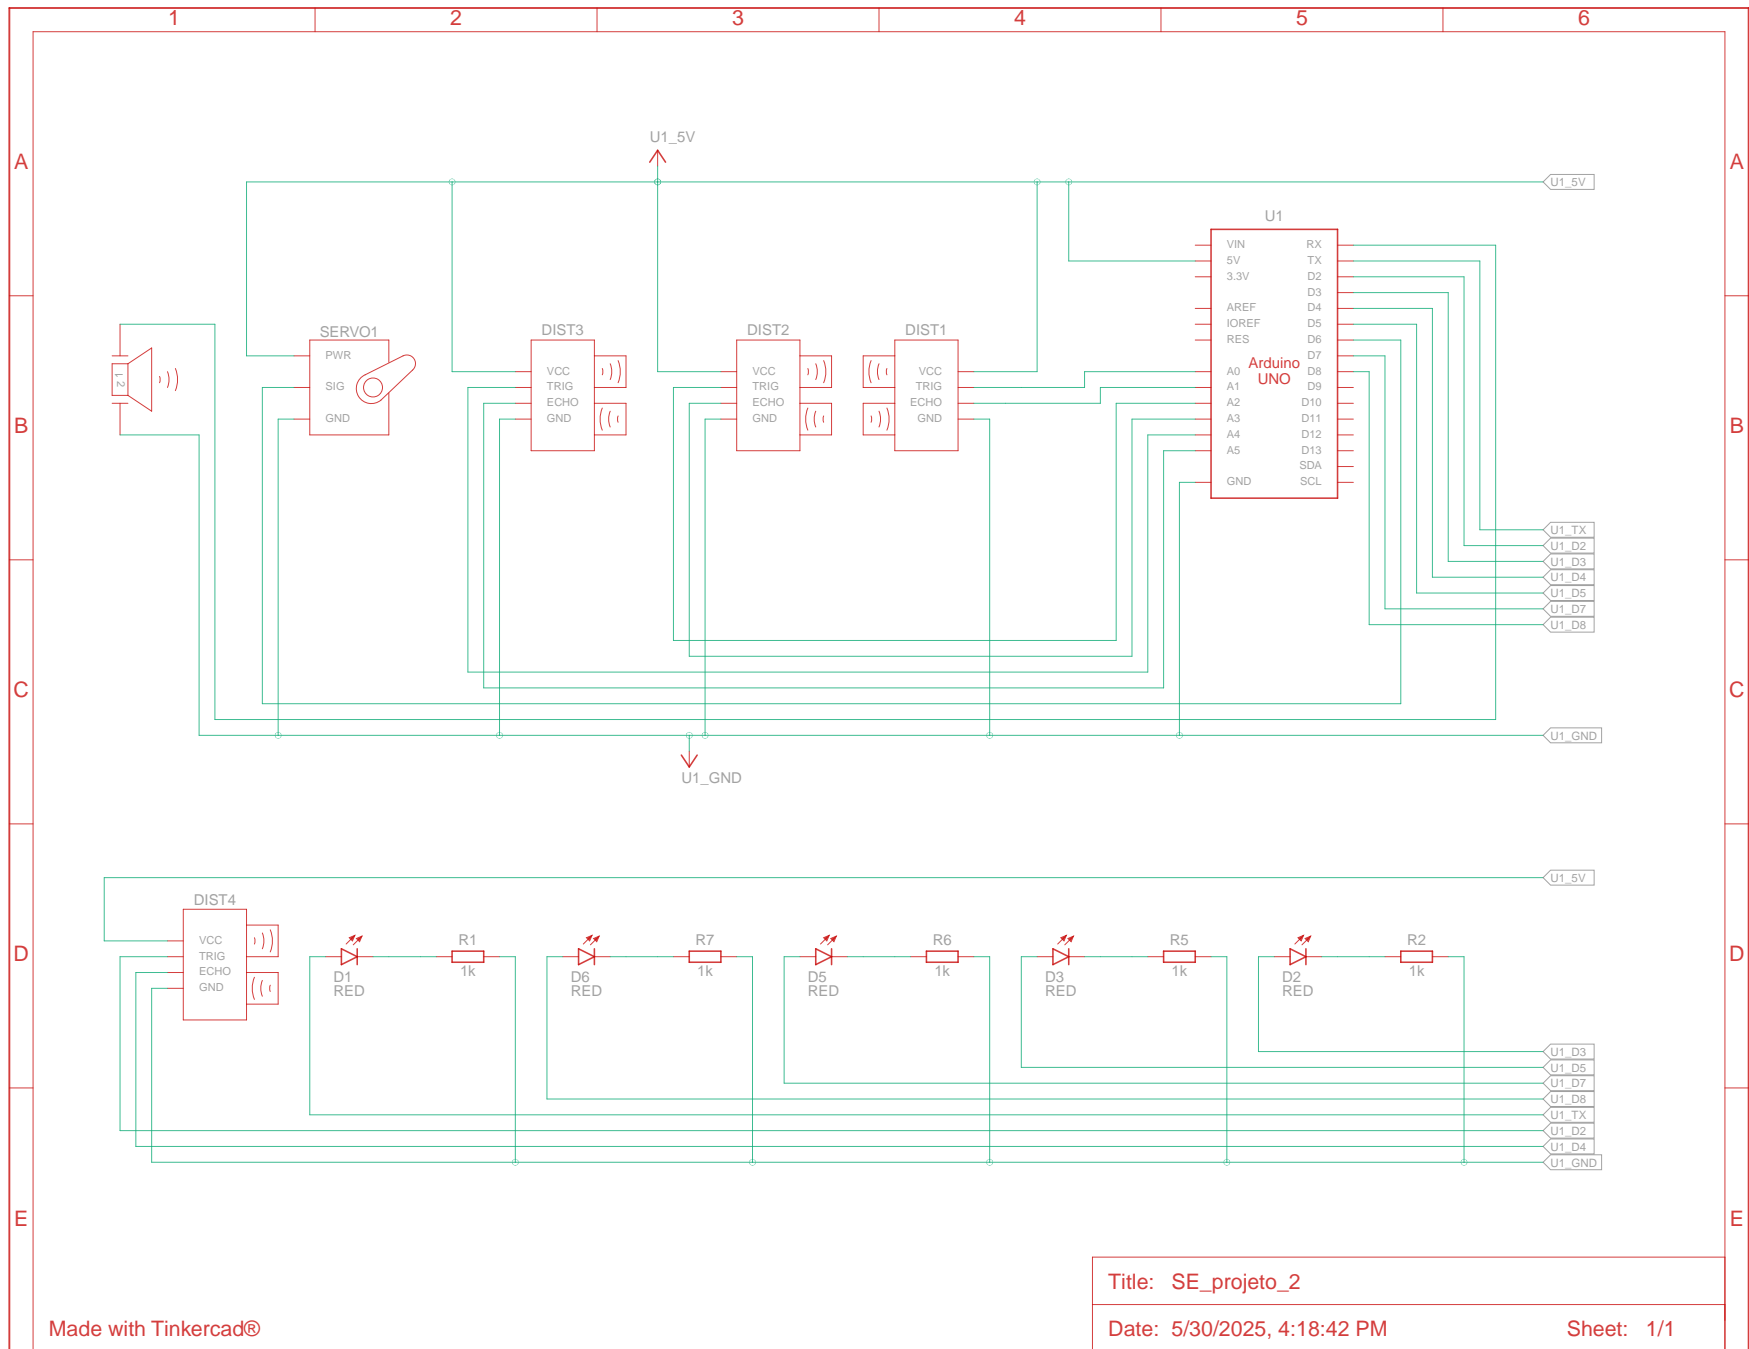 1 2 3 4 5 6
A A
U1_5V
U1_5V
U1
VIN RX
5V TX
3.3V D2
D3
AREF D4
IOREF D5
RES D6
D7
Arduino
UNO
A0 D8
A1 D9
A2 D10
A3 D11
A4 D12
A5 D13
SDA
GND SCL
B B
1 2
SERVO1
PWR
SIG
GND
DIST3
VCC
TRIG
ECHO
GND
DIST2
VCC
TRIG
ECHO
GND
DIST1
VCC
TRIG
ECHO
GND
U1_TX
U1_D2
U1_D3
U1_D4
U1_D5
U1_D7
U1_D8
C C
U1_GND
U1_GND
U1_5V
D D
DIST4
VCC
TRIG
ECHO
GND
D1
RED
R1
1k
D6
RED
R7
1k
D5
RED
R6
1k
D3
RED
R5
1k
D2
RED
R2
1k
U1_D3
U1_D5
U1_D7
U1_D8
U1_TX
U1_D2
U1_D4
U1_GND
E E
Title: SE_projeto_2
Made with Tinkercad®
Date: 5/30/2025, 4:18:42 PM Sheet: 1/1